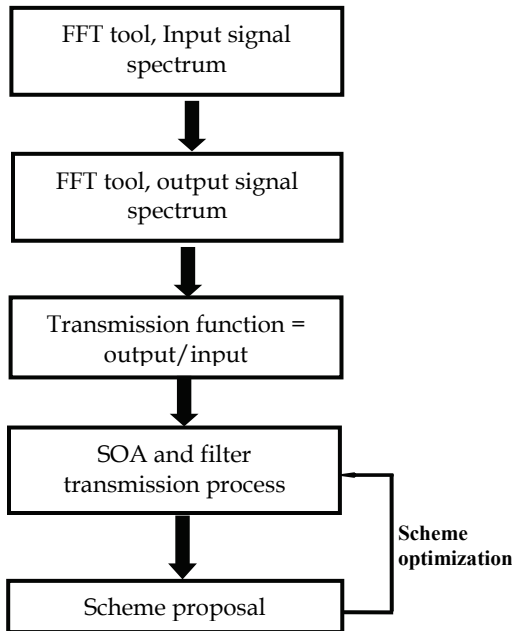 FFT tool, Input signal
spectrum
FFT tool, output signal
spectrum
Transmission function =
output/input
SOA and filter
transmission process
Scheme
optimization
Scheme proposal